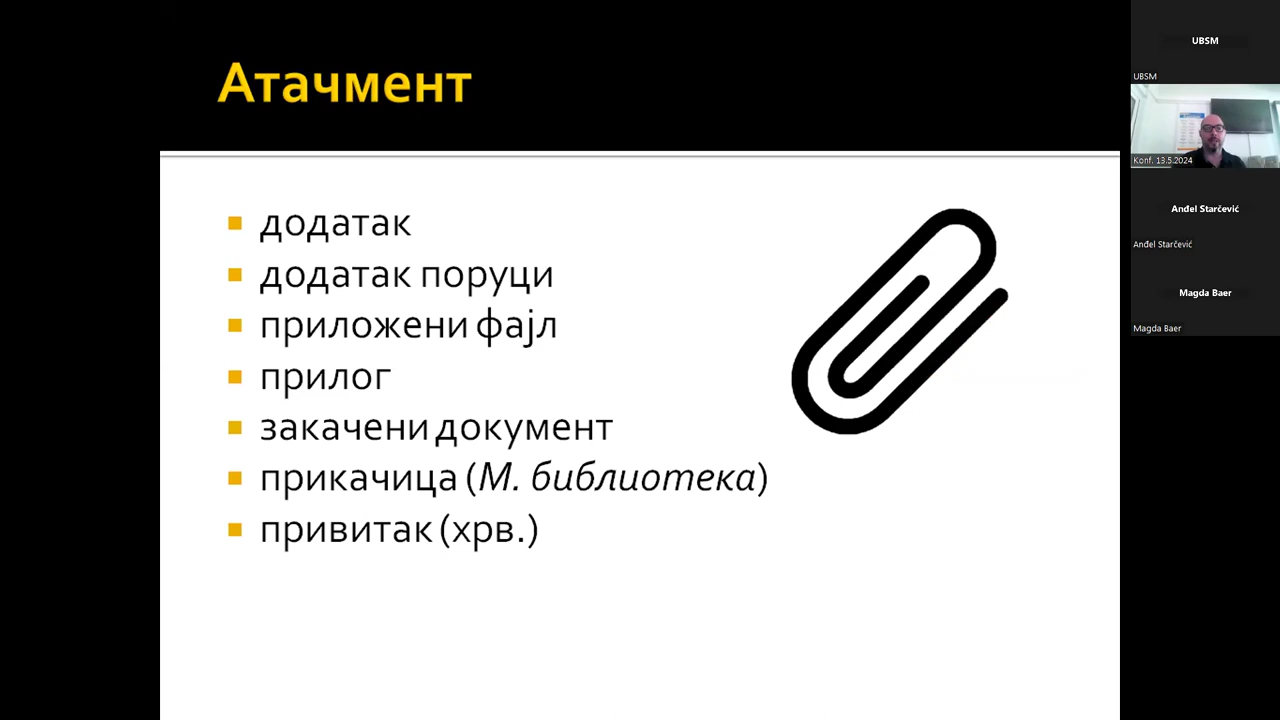 Атачмент
додатак
додатак поруци
приложени фајл
прилог
закачени документ
прикачица (М. библиотека)
привитак (хрв.)
UBSM
UBSM
Konf. 13.5.2024
Anđel Starčević
Anđel Starčević
Magda Baer
Magda Baer